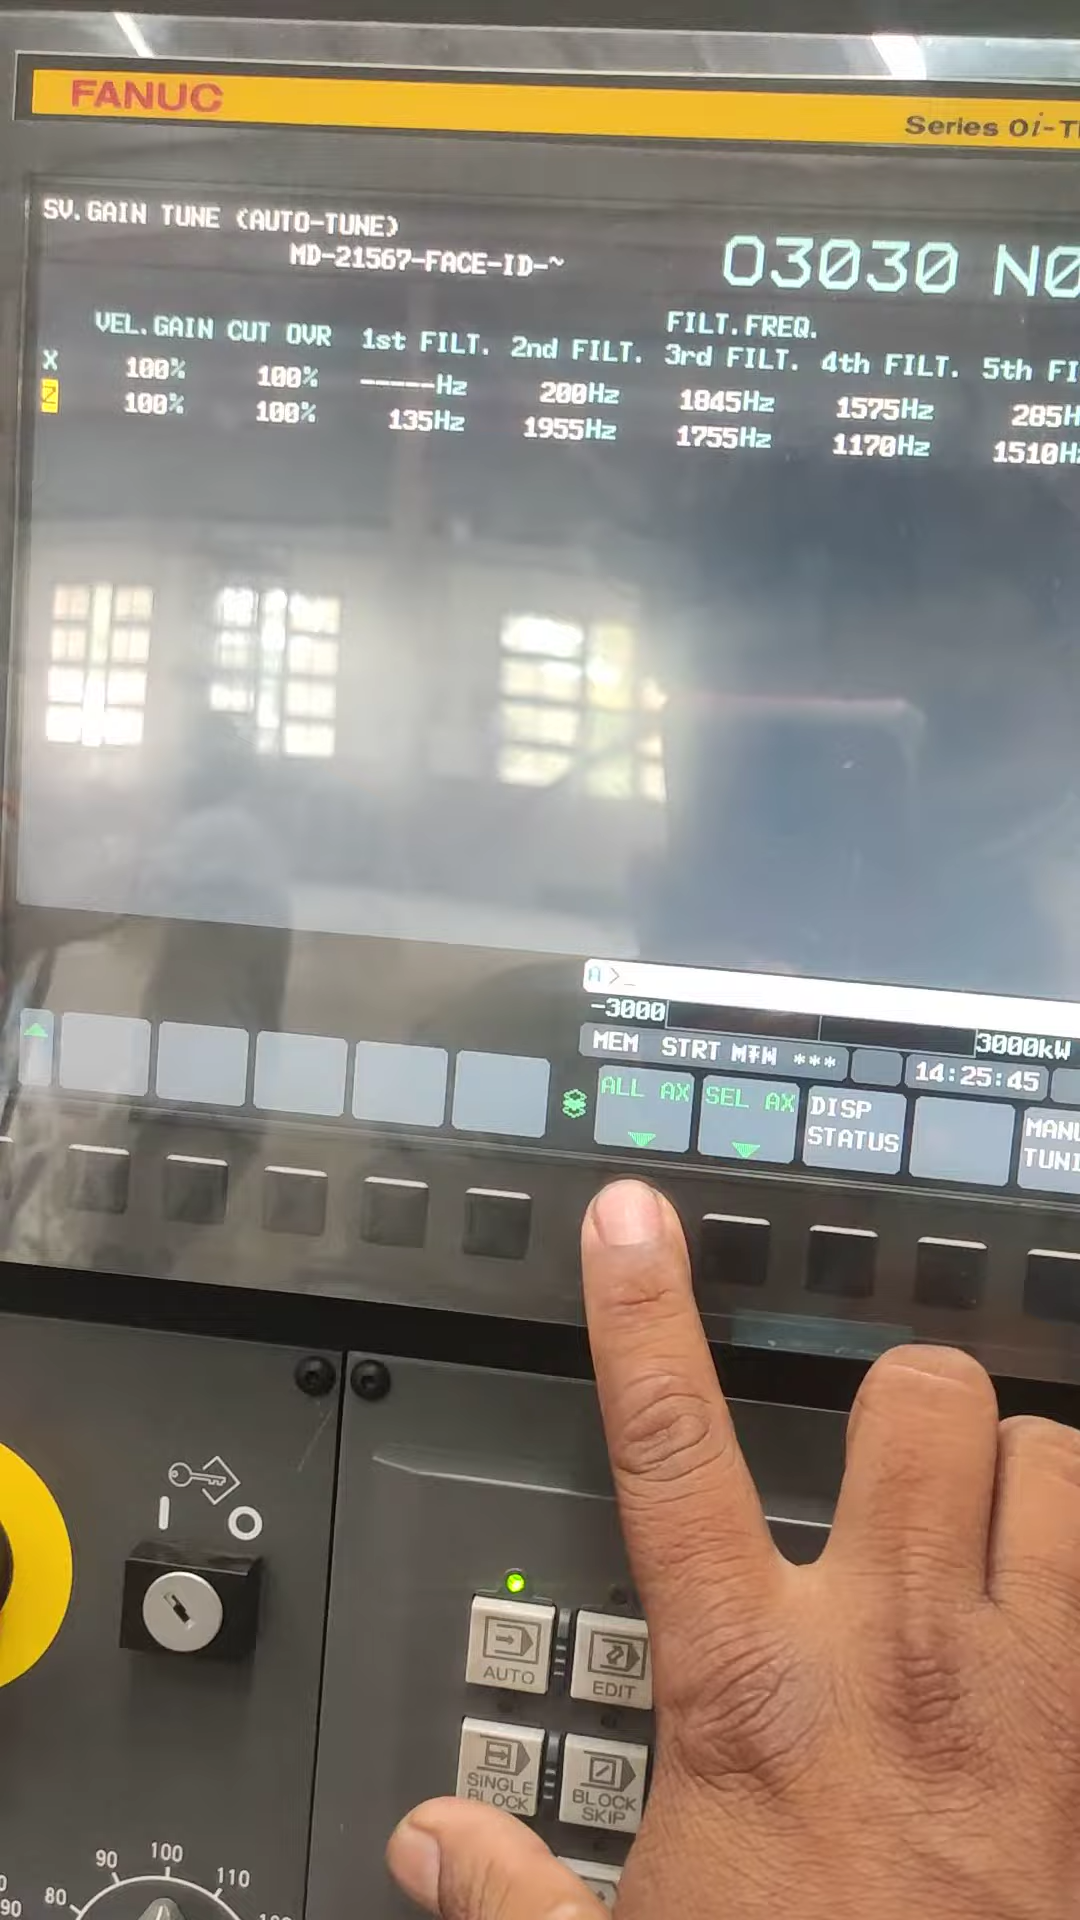 FANUC
Series 0i-T
SV.GAIN TUNE (AUTO-TUNE)
MD-21567-FACE-ID-~
O3030 N0
FILT.FREQ.
VEL.GAIN CUT OVR 1st FILT. 2nd FILT. 3rd FILT. 4th FILT. 5th FI
X 100% 100% -----Hz 200Hz 1845Hz 1575Hz 285H
Z 100% 100% 135Hz 1955Hz 1755Hz 1170Hz 1510Hz
A >_
-3000
3000kW
MEM STRT MTN *** 14:25:45
ALL AX SEL AX DISP STATUS MANU TUNI
I O
AUTO EDIT
SINGLE BLOCK BLOCK SKIP
80 90 100 110
90